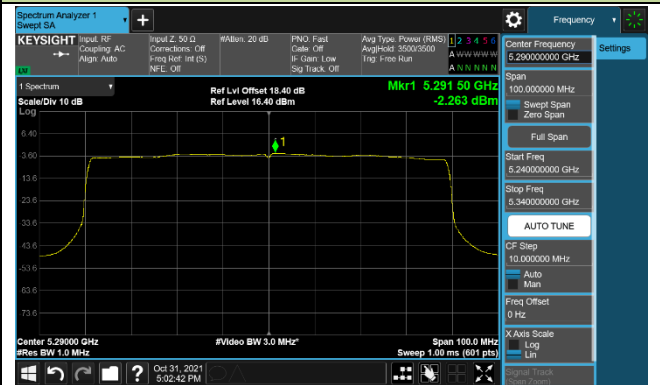 Spectrum Analyzer 1
Swept SA
Frequency
KEYSIGHT
Input: RF
Coupling: AC
Align: Auto
Input Z: 50 Ω
Corrections: Off
Freq Ref: Int (S)
NFE: Off
#Atten: 20 dB
PNO: Fast
Gate: Off
IF Gain: Low
Sig Track: Off
Avg Type: Power (RMS)
Avg|Hold: 3500/3500
Trig: Free Run
1 2 3 4 5 6
A W W W W W
A N N N N N
LXI
1 Spectrum
Scale/Div 10 dB
Log
Ref Lvl Offset 18.40 dB
Ref Level 16.40 dBm
Mkr1 5.291 50 GHz
-2.263 dBm
1
6.40
-3.60
-13.6
-23.6
-33.6
-43.6
-53.6
-63.6
-73.6
Center 5.29000 GHz
#Res BW 1.0 MHz
#Video BW 3.0 MHz*
Span 100.0 MHz
Sweep 1.00 ms (601 pts)
Oct 31, 2021
5:02:42 PM
Center Frequency
5.290000000 GHz
Settings
Span
100.000000 MHz
Swept Span
Zero Span
Full Span
Start Freq
5.240000000 GHz
Stop Freq
5.340000000 GHz
AUTO TUNE
CF Step
10.000000 MHz
Auto
Man
Freq Offset
0 Hz
X Axis Scale
Log
Lin
Signal Track
(Span Zoom)